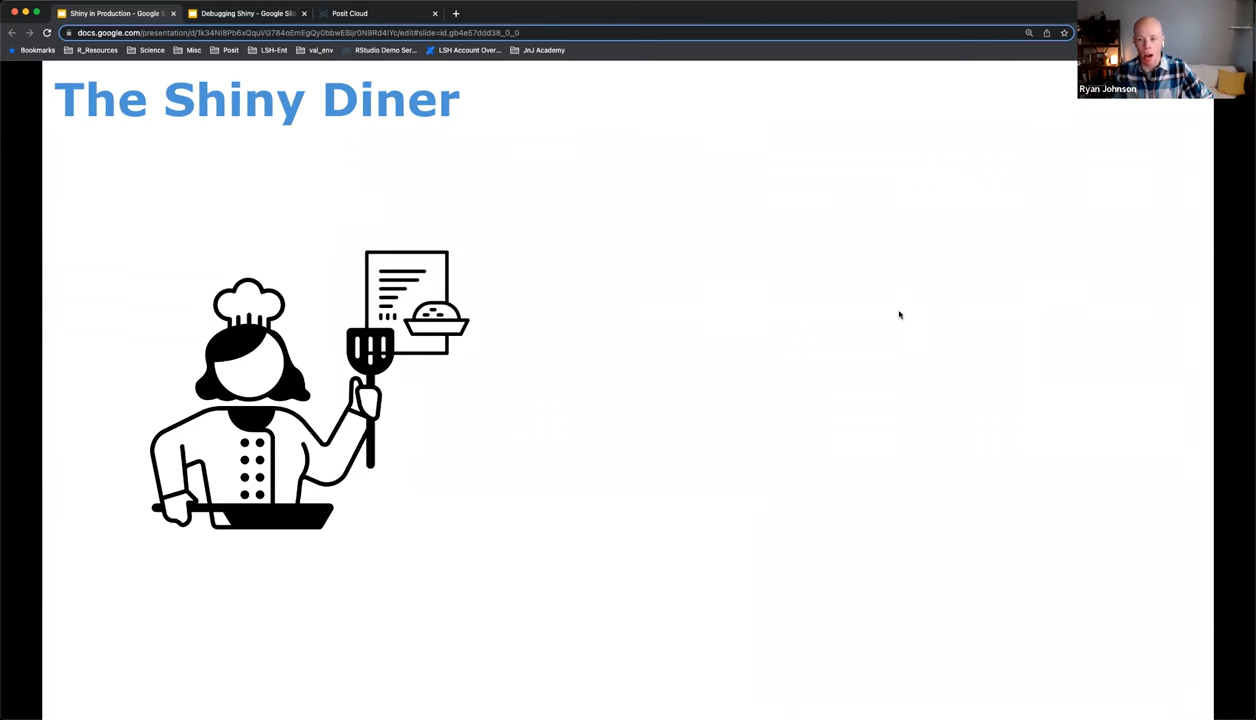 Shiny in Production - Google S
Debugging Shiny - Google Slid
Posit Cloud
docs.google.com/presentation/d/1k34NI8Pb6xQquVG784oEmEgQy0bbwEBijr0N9Rd4IYc/edit#slide=id.gb4e57ddd38_0_0
Bookmarks
R_Resources
Science
Misc
Posit
LSH-Ent
val_env
RStudio Demo Ser...
LSH Account Over...
JnJ Academy
Ryan Johnson
The Shiny Diner